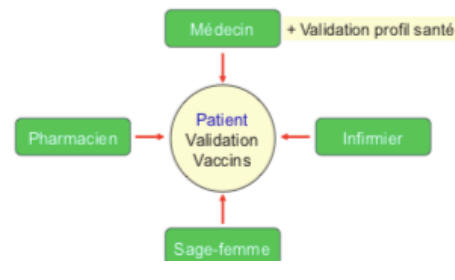 Médecin
+ Validation profil santé
Pharmacien
Patient
Validation
Vaccins
Infirmier
Sage-femme